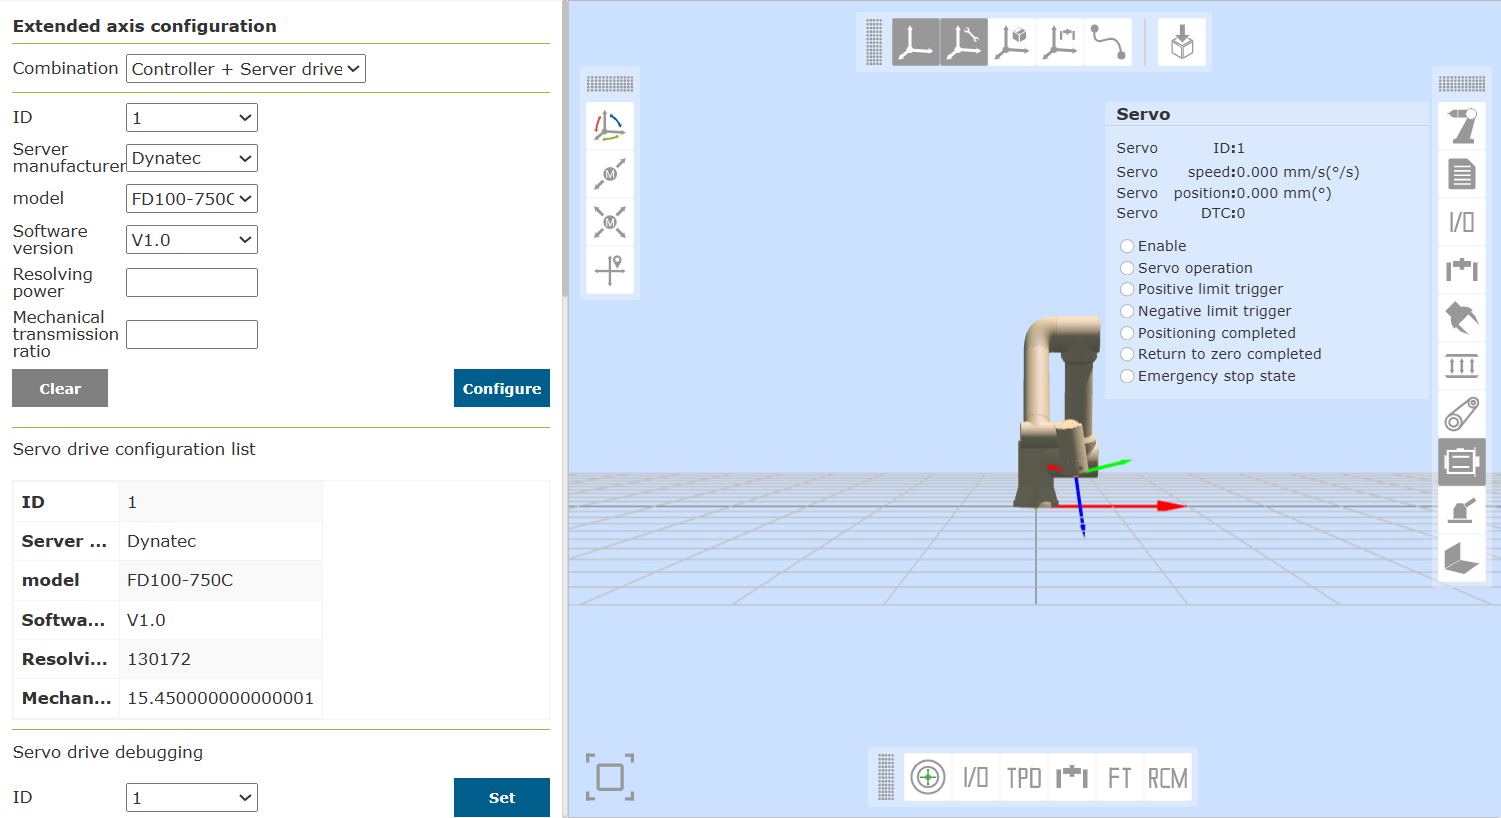 Extended axis configuration
Combination Controller + Server drive
ID 1
Server manufacturer Dynatec
model FD100-750C
Software version V1.0
Resolving power
Mechanical transmission ratio
Clear Configure
Servo drive configuration list
ID 1
Server ... Dynatec
model FD100-750C
Softwa... V1.0
Resolvi... 130172
Mechan... 15.450000000000001
Servo drive debugging
ID 1 Set
Servo
Servo ID:1
Servo speed:0.000 mm/s(°/s)
Servo position:0.000 mm(°)
Servo DTC:0
Enable
Servo operation
Positive limit trigger
Negative limit trigger
Positioning completed
Return to zero completed
Emergency stop state
M
M
I/O
I/O TPD FT RCM